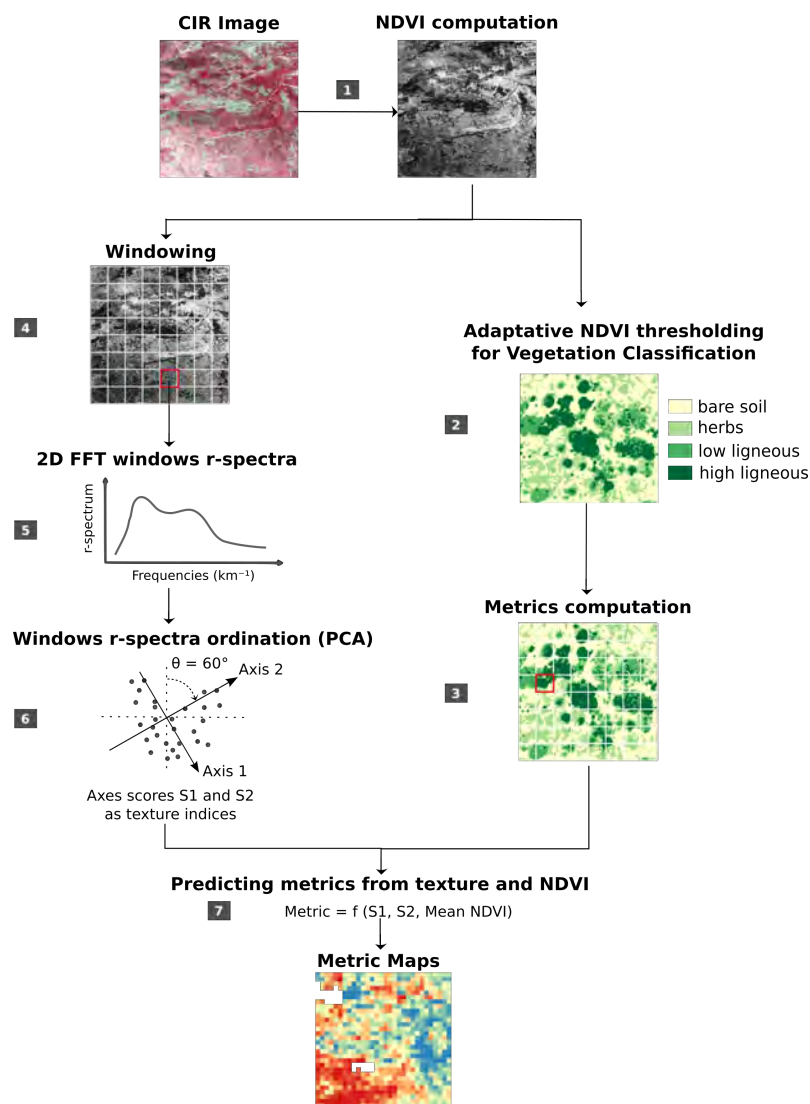 CIR Image
NDVI computation
1
Windowing
4
Adaptative NDVI thresholding
for Vegetation Classification
2
bare soil
herbs
low ligneous
high ligneous
2D FFT windows r-spectra
5
r-spectrum
Frequencies (km⁻¹)
Metrics computation
3
Windows r-spectra ordination (PCA)
θ = 60°
Axis 2
6
Axis 1
Axes scores S1 and S2
as texture indices
Predicting metrics from texture and NDVI
7
Metric = f (S1, S2, Mean NDVI)
Metric Maps